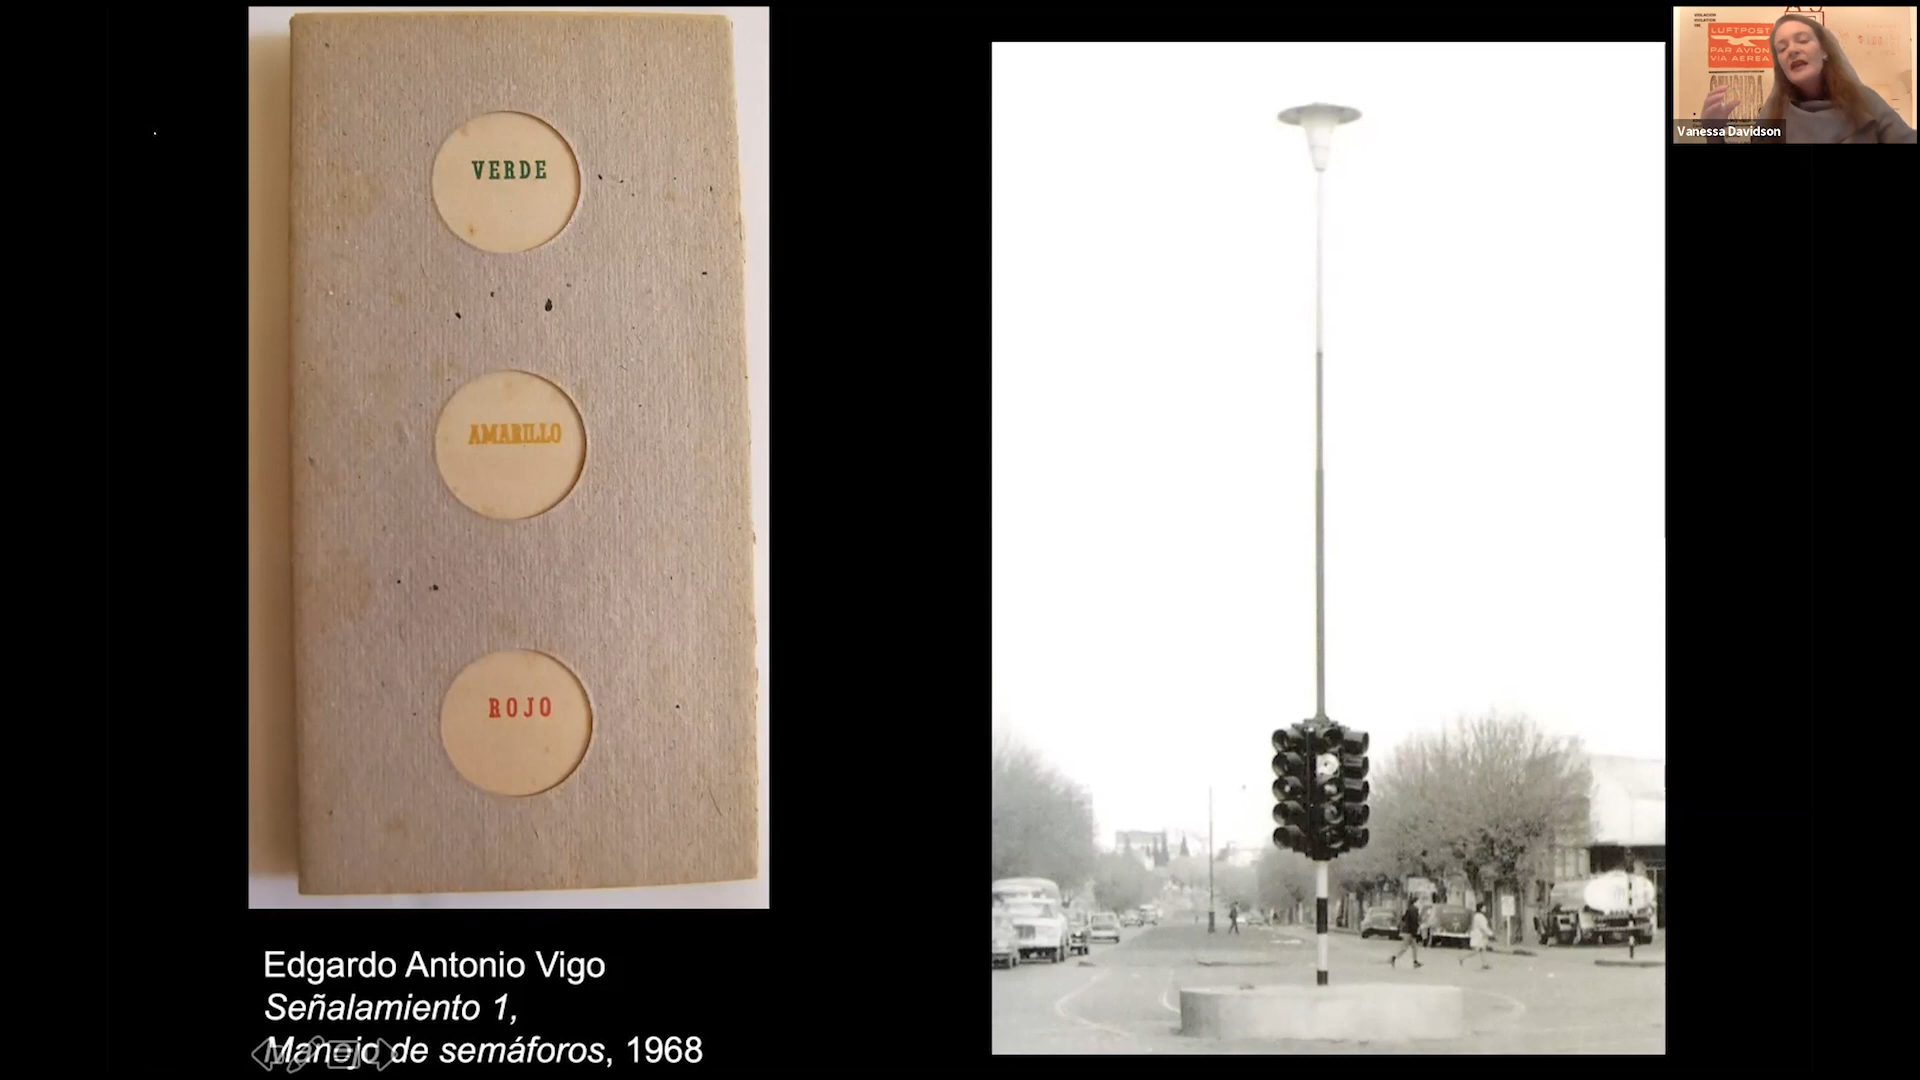 VERDE
AMARILLO
ROJO
Edgardo Antonio Vigo
Señalamiento 1,
Manejo de semáforos, 1968
LUFTPOST
PAR AVION
VIA AEREA
Vanessa Davidson